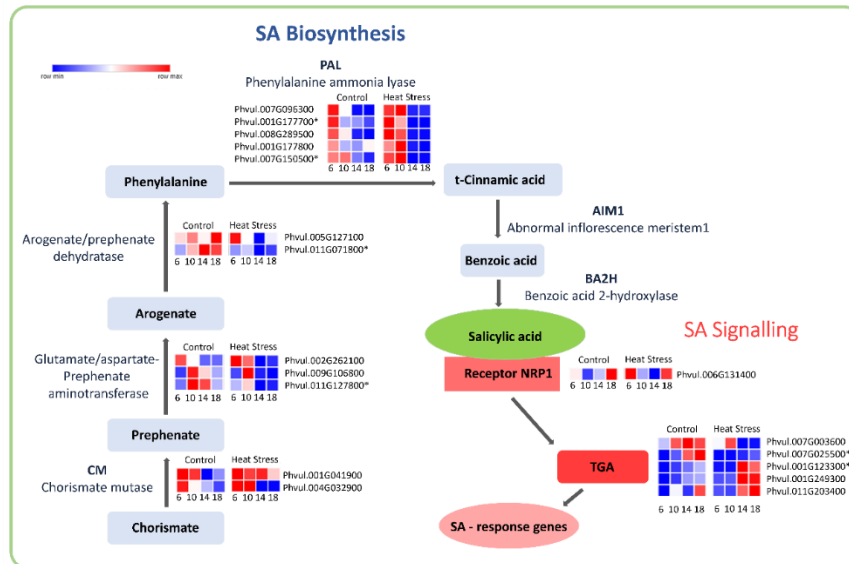 SA Biosynthesis
row min
row max
PAL
Phenylalanine ammonia lyase
Control
Heat Stress
Phvul.007G096300
Phvul.001G177700*
Phvul.008G289500
Phvul.001G177800
Phvul.007G150500*
6 10 14 18
6 10 14 18
Phenylalanine
t-Cinnamic acid
Arogenate/prephenate
dehydratase
Control
Heat Stress
Phvul.005G127100
Phvul.011G071800*
6 10 14 18
6 10 14 18
AIM1
Abnormal inflorescence meristem1
Benzoic acid
BA2H
Benzoic acid 2-hydroxylase
Arogenate
Salicylic acid
SA Signalling
Glutamate/aspartate-
Prephenate
aminotransferase
Control
Heat Stress
Phvul.002G262100
Phvul.009G106800
Phvul.011G127800*
6 10 14 18
6 10 14 18
Receptor NRP1
Control
Heat Stress
Phvul.006G131400
6 10 14 18
6 10 14 18
Prephenate
CM
Chorismate mutase
Control
Heat Stress
Phvul.001G041900
Phvul.004G032900
6 10 14 18
6 10 14 18
Chorismate
TGA
Control
Heat Stress
Phvul.007G003600
Phvul.007G025500*
Phvul.001G123300*
Phvul.001G249300
Phvul.011G203400
6 10 14 18
6 10 14 18
SA - response genes